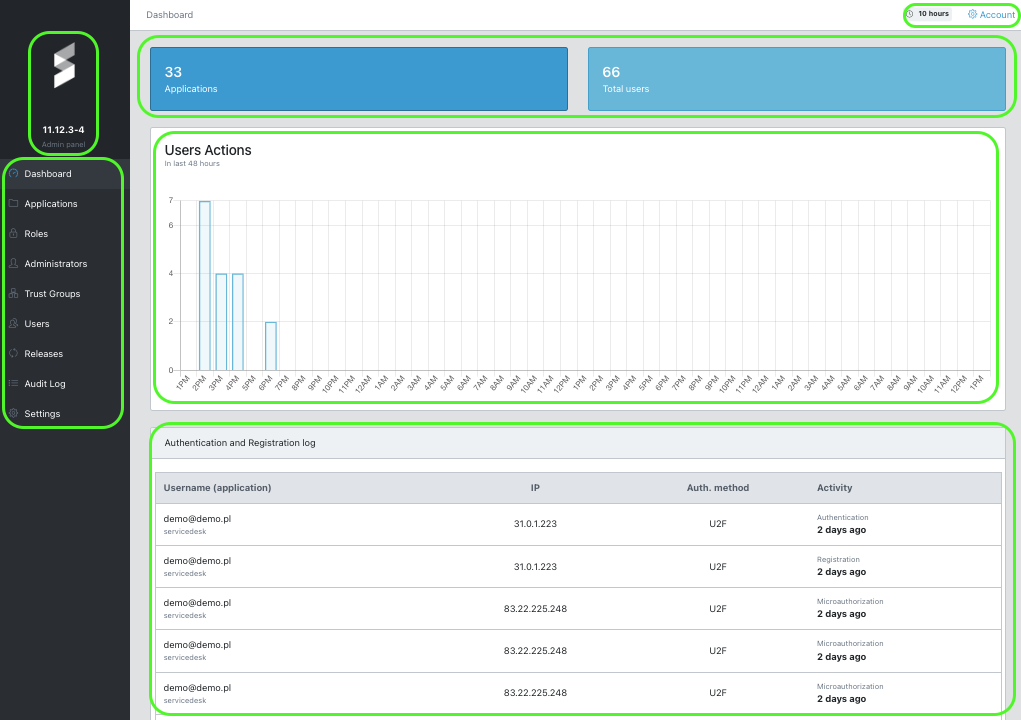 Dashboard
10 hours
Account
11.12.3-4
Admin panel
Dashboard
Applications
Roles
Administrators
Trust Groups
Users
Releases
Audit Log
Settings
33
Applications
66
Total users
Users Actions
In last 48 hours
7
6
4
2
0
1PM 2PM 3PM 4PM 5PM 6PM 7PM 8PM 9PM 10PM 11PM 12AM 1AM 2AM 3AM 4AM 5AM 6AM 7AM 8AM 9AM 10AM 11AM 12PM 1PM 2PM 3PM 4PM 5PM 6PM 7PM 8PM 9PM 10PM 11PM 12AM 1AM 2AM 3AM 4AM 5AM 6AM 7AM 8AM 9AM 10AM 11AM 12PM 1PM
Authentication and Registration log
Username (application) IP Auth. method Activity
demo@demo.pl 31.0.1.223 U2F Authentication
servicedesk 2 days ago
demo@demo.pl 31.0.1.223 U2F Registration
servicedesk 2 days ago
demo@demo.pl 83.22.225.248 U2F Microauthorization
servicedesk 2 days ago
demo@demo.pl 83.22.225.248 U2F Microauthorization
servicedesk 2 days ago
demo@demo.pl 83.22.225.248 U2F Microauthorization
servicedesk 2 days ago